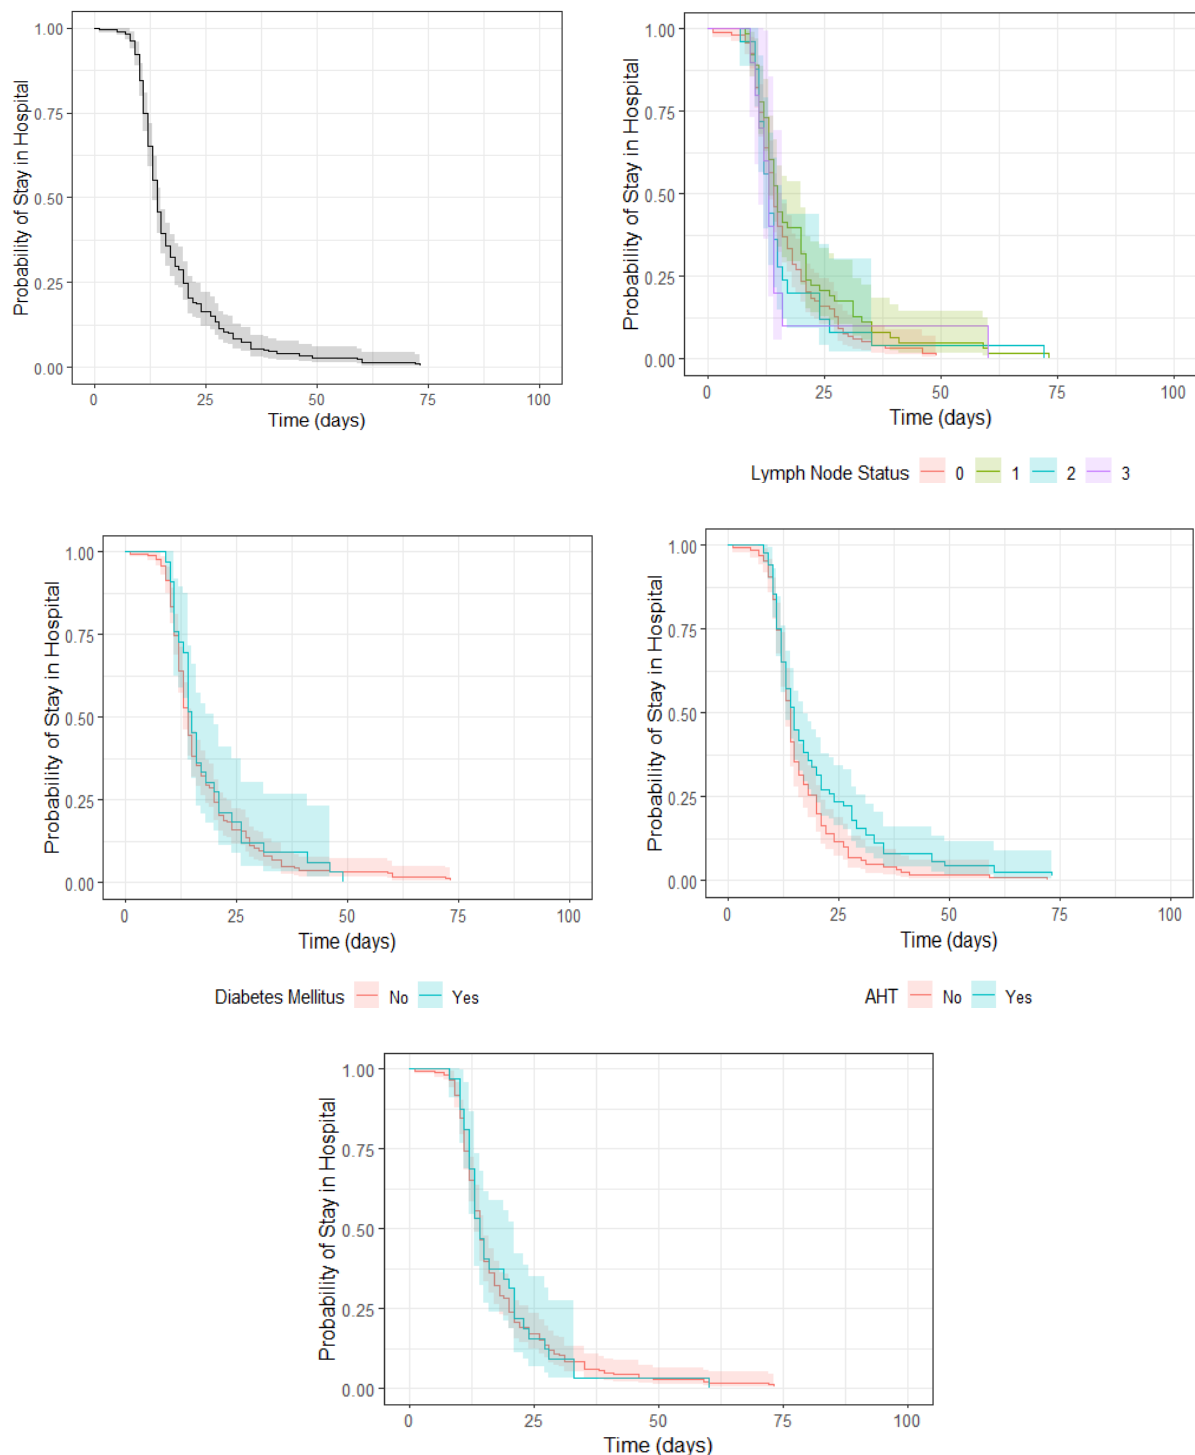 Probability of Stay in Hospital
1.00
0.75
0.50
0.25
0.00
0 25 50 75 100
Time (days)
Probability of Stay in Hospital
1.00
0.75
0.50
0.25
0.00
0 25 50 75 100
Time (days)
Lymph Node Status 0 1 2 3
Probability of Stay in Hospital
1.00
0.75
0.50
0.25
0.00
0 25 50 75 100
Time (days)
Diabetes Mellitus No Yes
Probability of Stay in Hospital
1.00
0.75
0.50
0.25
0.00
0 25 50 75 100
Time (days)
AHT No Yes
Probability of Stay in Hospital
1.00
0.75
0.50
0.25
0.00
0 25 50 75 100
Time (days)